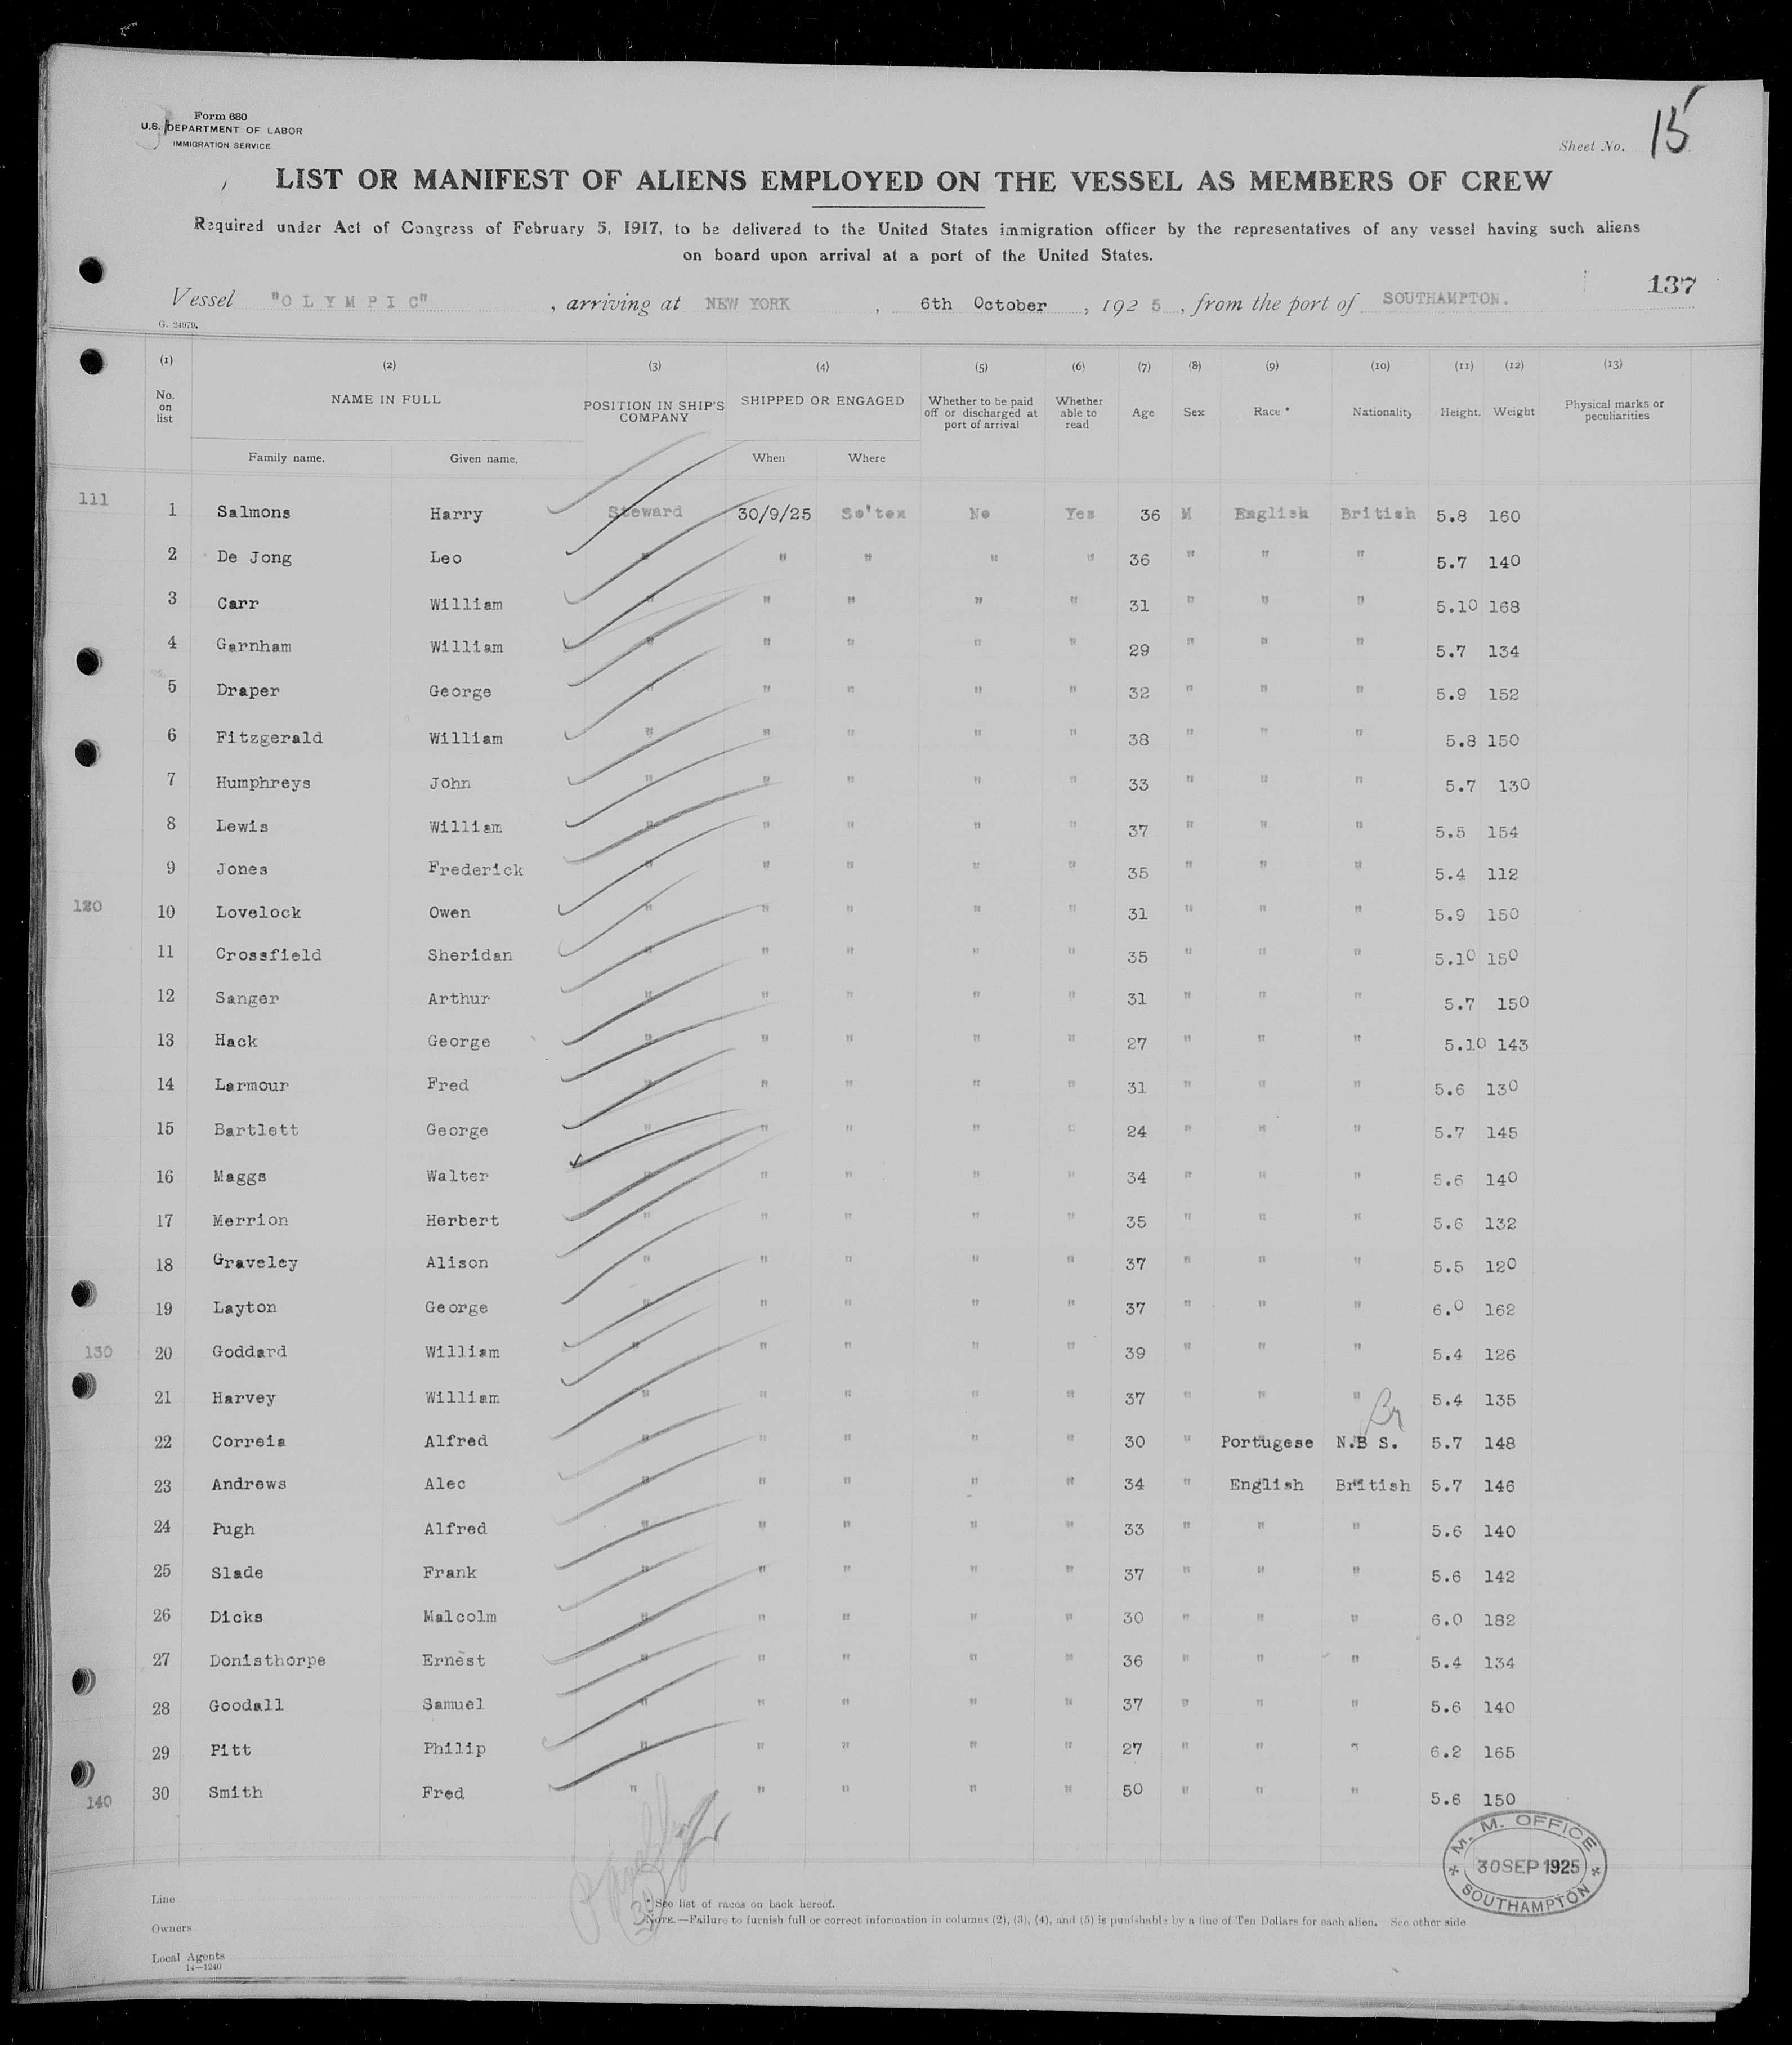 Form 680
U.S. DEPARTMENT OF LABOR
IMMIGRATION SERVICE
Sheet No. 15
LIST OR MANIFEST OF ALIENS EMPLOYED ON THE VESSEL AS MEMBERS OF CREW
Required under Act of Congress of February 5, 1917, to be delivered to the United States immigration officer by the representatives of any vessel having such aliens
on board upon arrival at a port of the United States.
137
Vessel "OLYMPIC", arriving at NEW YORK, 6th October, 1925, from the port of SOUTHAMPTON.
G. 24979.
(1) (2) (3) (4) (5) (6) (7) (8) (9) (10) (11) (12) (13)
No. on list NAME IN FULL POSITION IN SHIP'S COMPANY SHIPPED OR ENGAGED Whether to be paid off or discharged at port of arrival Whether able to read Age Sex Race * Nationality Height. Weight Physical marks or peculiarities
Family name. Given name. When Where
111 1 Salmons Harry Steward 30/9/25 So'ton No Yes 36 M English British 5.8 160
2 De Jong Leo " " " " " 36 " " " 5.7 140
3 Carr William " " " " " 31 " " " 5.10 168
4 Garnham William " " " " " 29 " " " 5.7 134
5 Draper George " " " " " 32 " " " 5.9 152
6 Fitzgerald William " " " " " 38 " " " 5.8 150
7 Humphreys John " " " " " 33 " " " 5.7 130
8 Lewis William " " " " " 37 " " " 5.5 154
9 Jones Frederick " " " " " 35 " " " 5.4 112
120 10 Lovelock Owen " " " " " 31 " " " 5.9 150
11 Crossfield Sheridan " " " " " 35 " " " 5.10 150
12 Sanger Arthur " " " " " 31 " " " 5.7 150
13 Hack George " " " " " 27 " " " 5.10 143
14 Larmour Fred " " " " " 31 " " " 5.6 130
15 Bartlett George " " " " " 24 " " " 5.7 145
16 Maggs Walter " " " " " 34 " " " 5.6 140
17 Merrion Herbert " " " " " 35 " " " 5.6 132
18 Graveley Alison " " " " " 37 " " " 5.5 120
19 Layton George " " " " " 37 " " " 6.0 162
130 20 Goddard William " " " " " 39 " " " 5.4 126
21 Harvey William " " " " " 37 " " " 5.4 135
Br
22 Correia Alfred " " " " " 30 " Portugese N.B S. 5.7 148
23 Andrews Alec " " " " " 34 " English British 5.7 146
24 Pugh Alfred " " " " " 33 " " " 5.6 140
25 Slade Frank " " " " " 37 " " " 5.6 142
26 Dicks Malcolm " " " " " 30 " " " 6.0 182
27 Donisthorpe Ernest " " " " " 36 " " " 5.4 134
28 Goodall Samuel " " " " " 37 " " " 5.6 140
29 Pitt Philip " " " " " 27 " " " 6.2 165
140 30 Smith Fred " " " " " 50 " " " 5.6 150
M. M. OFFICE
30 SEP 1925
SOUTHAMPTON
30
Line
* See list of races on back hereof.
NOTE.—Failure to furnish full or correct information in columns (2), (3), (4), and (5) is punishable by a fine of Ten Dollars for each alien. See other side
Owners
Local Agents
14—1240